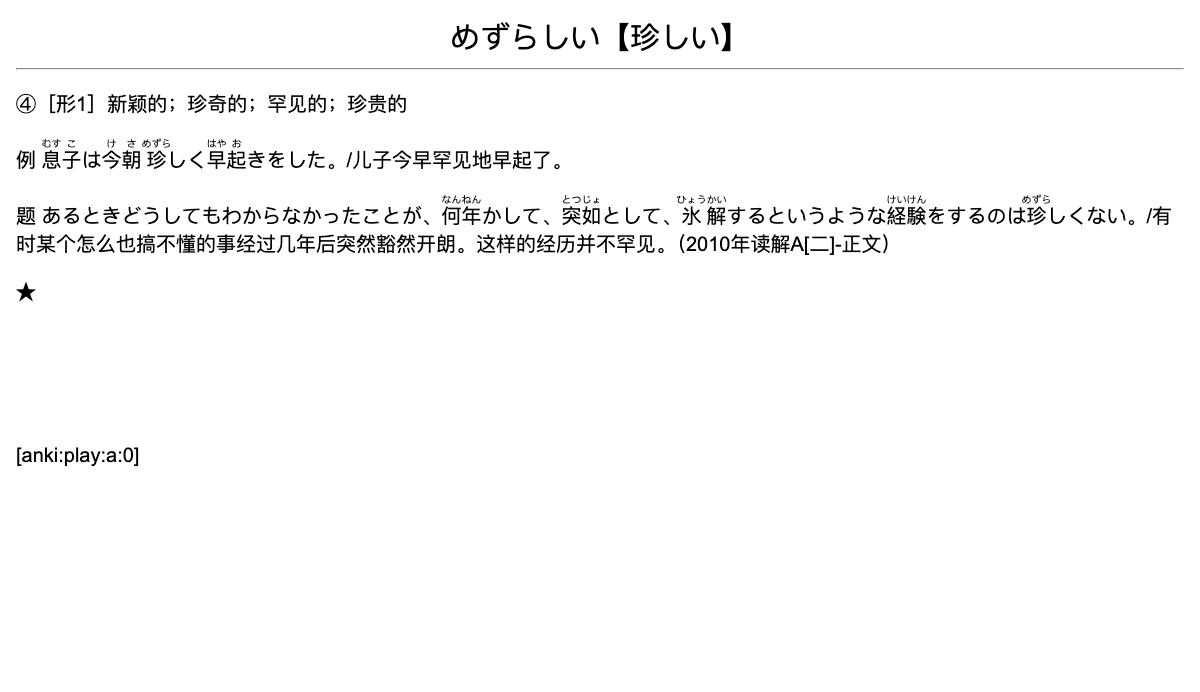 めずらしい【珍しい】
④［形1］新颖的；珍奇的；罕见的；珍贵的
むす こ け さ めずら はや お
例 息子は今朝 珍しく早起きをした。/儿子今早罕见地早起了。
なんねん とつじょ ひょうかい けいけん めずら
题 あるときどうしてもわからなかったことが、何年かして、突如として、氷解するというような経験をするのは珍しくない。/有
时某个怎么也搞不懂的事经过几年后突然豁然开朗。这样的经历并不罕见。（2010年读解A[二]-正文）
★
[anki:play:a:0]